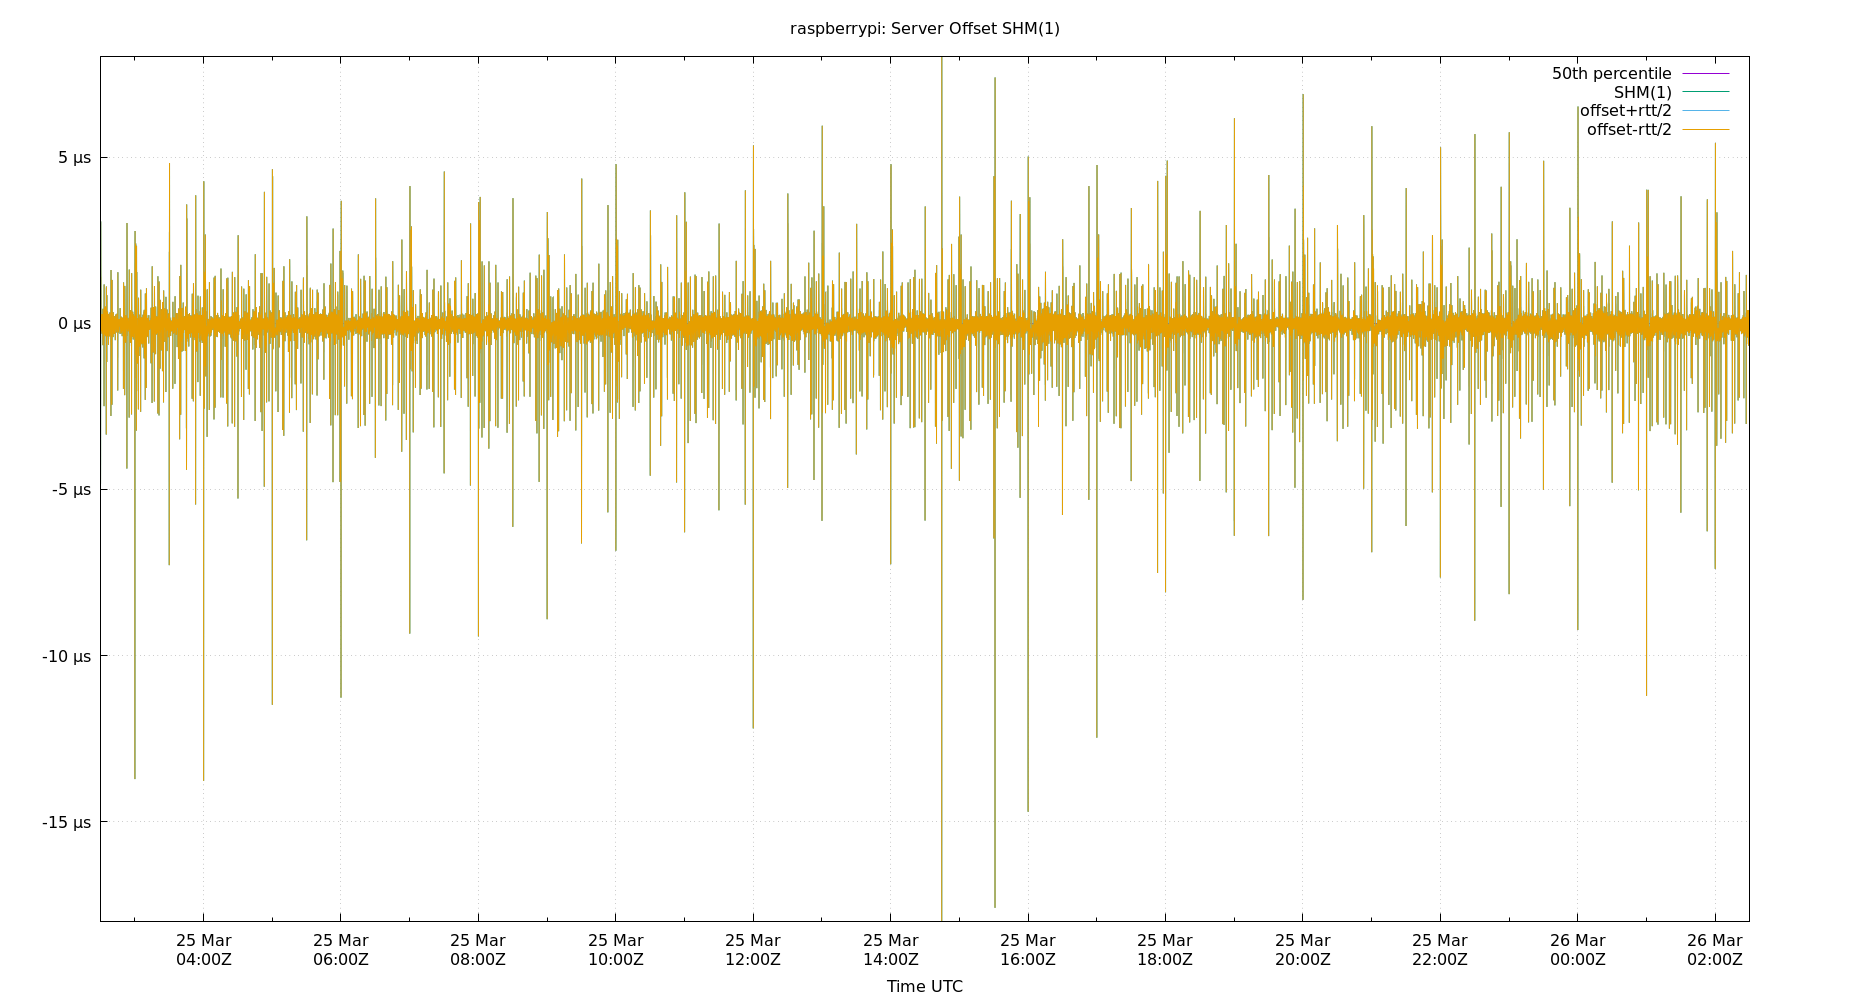 raspberrypi: Server Offset SHM(1)
50th percentile
SHM(1)
offset+rtt/2
offset-rtt/2
5 µs
0 µs
-5 µs
-10 µs
-15 µs
25 Mar 25 Mar 25 Mar 25 Mar 25 Mar 25 Mar 25 Mar 25 Mar 25 Mar 25 Mar 26 Mar 26 Mar
04:00Z 06:00Z 08:00Z 10:00Z 12:00Z 14:00Z 16:00Z 18:00Z 20:00Z 22:00Z 00:00Z 02:00Z
Time UTC